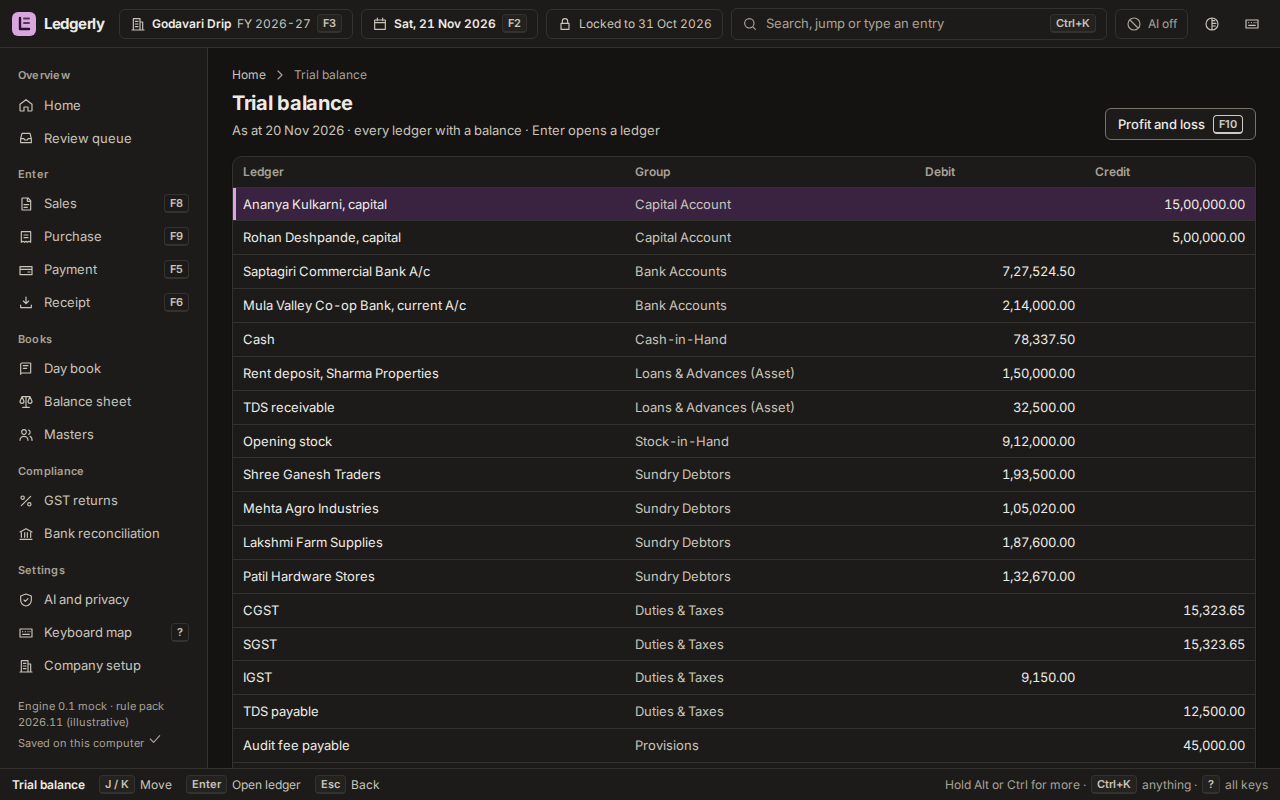 Ledgerly
Godavari Drip FY 2026-27 F3
Sat, 21 Nov 2026 F2
Locked to 31 Oct 2026
Search, jump or type an entry Ctrl+K
AI off
Overview
Home
Review queue
Enter
Sales F8
Purchase F9
Payment F5
Receipt F6
Books
Day book
Balance sheet
Masters
Compliance
GST returns
Bank reconciliation
Settings
AI and privacy
Keyboard map ?
Company setup
Engine 0.1 mock · rule pack
2026.11 (illustrative)
Saved on this computer
Home > Trial balance
Trial balance
As at 20 Nov 2026 · every ledger with a balance · Enter opens a ledger
Profit and loss F10
Ledger Group Debit Credit
Ananya Kulkarni, capital Capital Account 15,00,000.00
Rohan Deshpande, capital Capital Account 5,00,000.00
Saptagiri Commercial Bank A/c Bank Accounts 7,27,524.50
Mula Valley Co-op Bank, current A/c Bank Accounts 2,14,000.00
Cash Cash-in-Hand 78,337.50
Rent deposit, Sharma Properties Loans & Advances (Asset) 1,50,000.00
TDS receivable Loans & Advances (Asset) 32,500.00
Opening stock Stock-in-Hand 9,12,000.00
Shree Ganesh Traders Sundry Debtors 1,93,500.00
Mehta Agro Industries Sundry Debtors 1,05,020.00
Lakshmi Farm Supplies Sundry Debtors 1,87,600.00
Patil Hardware Stores Sundry Debtors 1,32,670.00
CGST Duties & Taxes 15,323.65
SGST Duties & Taxes 15,323.65
IGST Duties & Taxes 9,150.00
TDS payable Duties & Taxes 12,500.00
Audit fee payable Provisions 45,000.00
Trial balance J / K Move Enter Open ledger Esc Back
Hold Alt or Ctrl for more · Ctrl+K anything · ? all keys